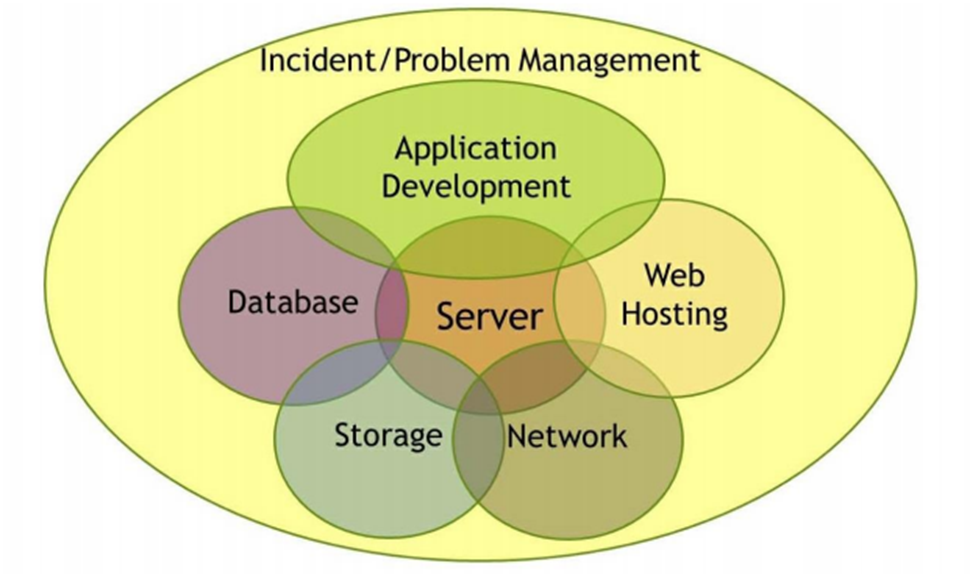 Incident/Problem Management
Application
Development
Database
Server
Web
Hosting
Storage
Network